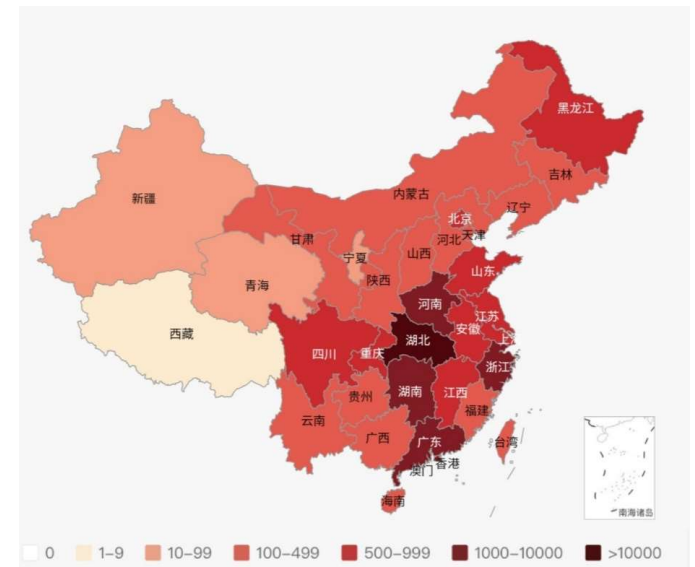 黑龙江
吉林
辽宁
内蒙古
新疆
甘肃
北京
天津
河北
山西
宁夏
陕西
青海
山东
河南
西藏
江苏
安徽
上海
湖北
四川
重庆
浙江
湖南
江西
贵州
福建
云南
广西
广东
台湾
香港
澳门
海南
南海诸岛
0 1-9 10-99 100-499 500-999 1000-10000 >10000